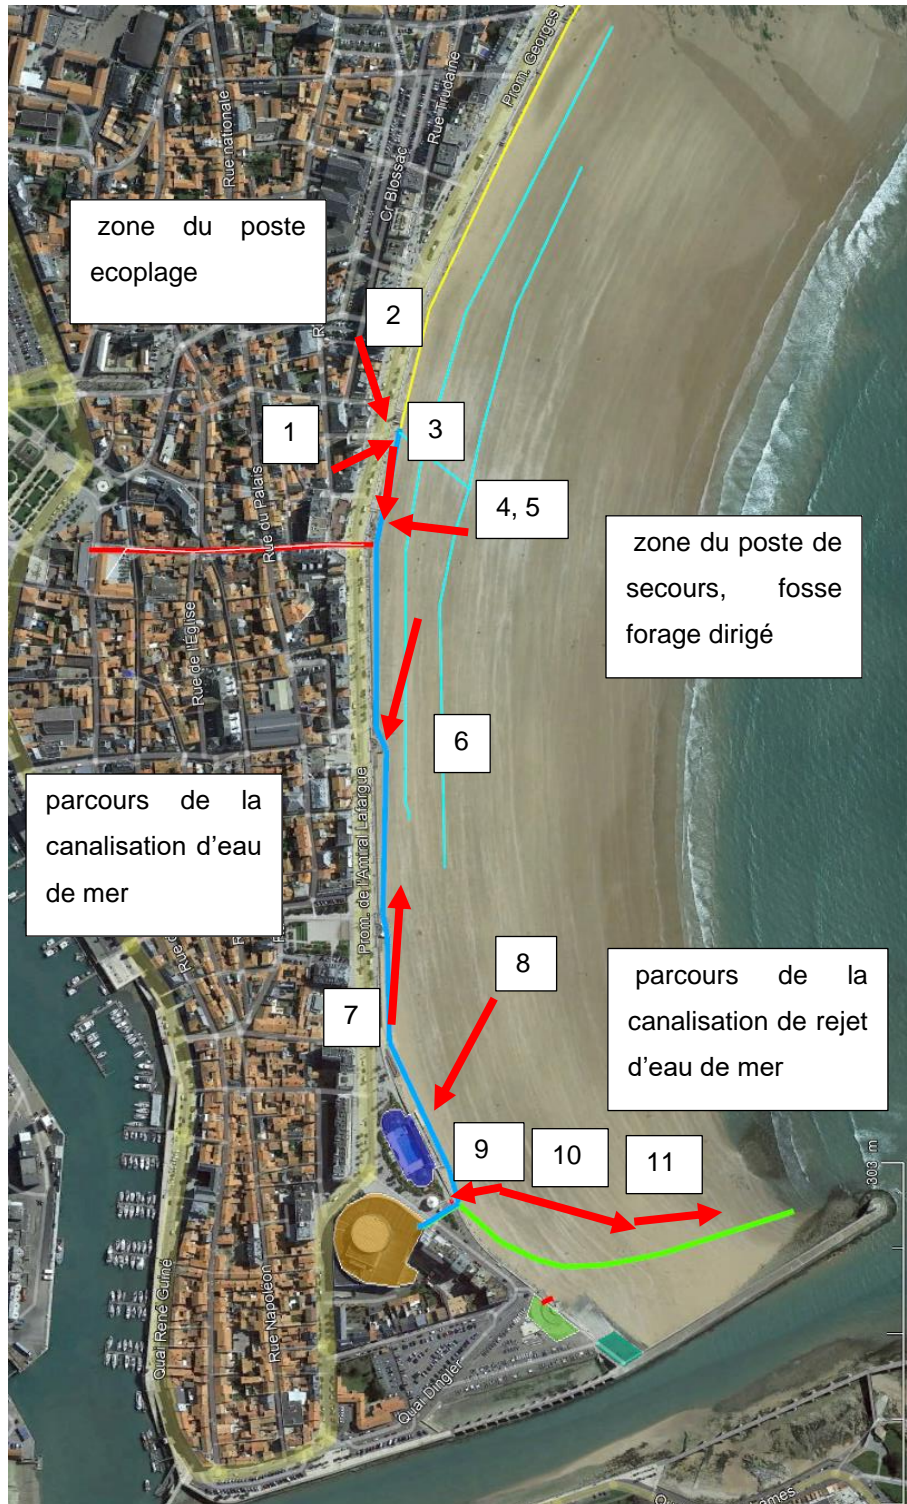 Prom. Georges
Rue Trudaine
Rue nationale
Cr Blossac
zone du poste
ecoplage
2
1
3
Rue du Palais
4, 5
zone du poste de
secours, fosse
forage dirigé
Rue de l'Église
6
parcours de la
canalisation d'eau
de mer
Prom. de l'Amiral Lafargue
8
7
parcours de la
canalisation de rejet
d'eau de mer
9
10
11
303 m
Quai René Guiné
Rue Napoléon
Quai Dingler